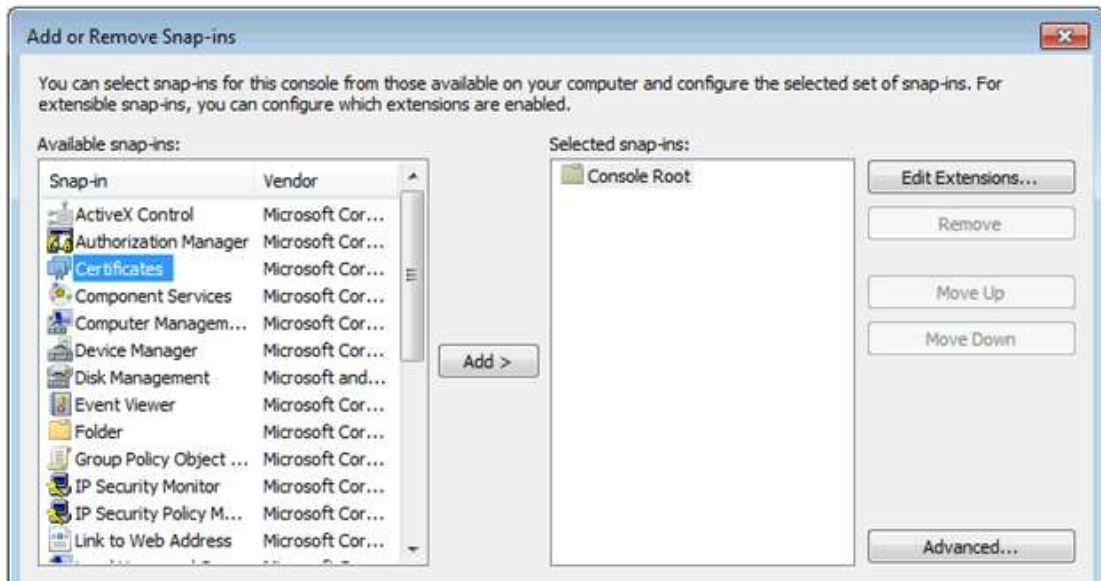 Add or Remove Snap-ins
You can select snap-ins for this console from those available on your computer and configure the selected set of snap-ins. For
extensible snap-ins, you can configure which extensions are enabled.
Available snap-ins:
Snap-in Vendor
ActiveX Control Microsoft Cor...
Authorization Manager Microsoft Cor...
Certificates Microsoft Cor...
Component Services Microsoft Cor...
Computer Managem... Microsoft Cor...
Device Manager Microsoft Cor...
Disk Management Microsoft and...
Event Viewer Microsoft Cor...
Folder Microsoft Cor...
Group Policy Object ... Microsoft Cor...
IP Security Monitor Microsoft Cor...
IP Security Policy M... Microsoft Cor...
Link to Web Address Microsoft Cor...
Add >
Selected snap-ins:
Console Root
Edit Extensions...
Remove
Move Up
Move Down
Advanced...